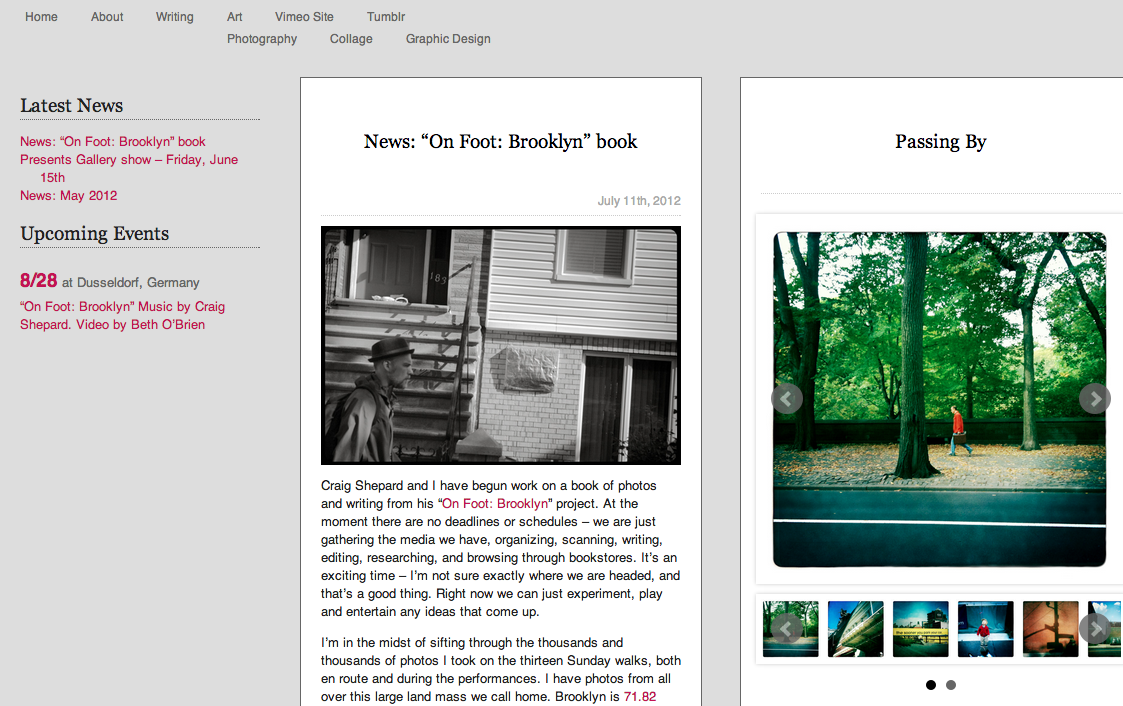 Home About Writing Art Vimeo Site Tumblr
Photography Collage Graphic Design
Latest News
News: “On Foot: Brooklyn” book
Presents Gallery show – Friday, June
15th
News: May 2012
Upcoming Events
8/28 at Dusseldorf, Germany
“On Foot: Brooklyn” Music by Craig
Shepard. Video by Beth O’Brien
News: “On Foot: Brooklyn” book
July 11th, 2012
183
Craig Shepard and I have begun work on a book of photos
and writing from his “On Foot: Brooklyn” project. At the
moment there are no deadlines or schedules – we are just
gathering the media we have, organizing, scanning, writing,
editing, researching, and browsing through bookstores. It’s an
exciting time – I’m not sure exactly where we are headed, and
that’s a good thing. Right now we can just experiment, play
and entertain any ideas that come up.
I’m in the midst of sifting through the thousands and
thousands of photos I took on the thirteen Sunday walks, both
en route and during the performances. I have photos from all
over this large land mass we call home. Brooklyn is 71.82
Passing By